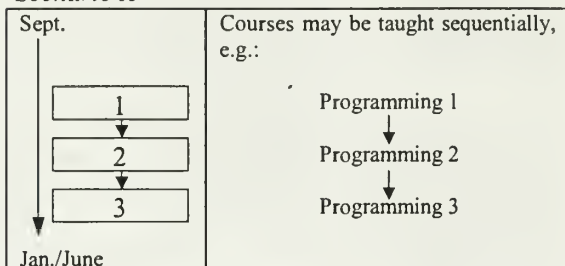 Sept.
1
2
3
Jan./June
Courses may be taught sequentially,
e.g.:
Programming 1
Programming 2
Programming 3